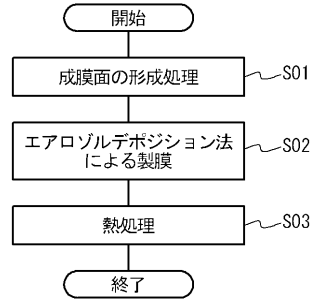 開始
成膜面の形成処理
S01
エアロゾルデポジション法
による製膜
S02
熱処理
S03
終了